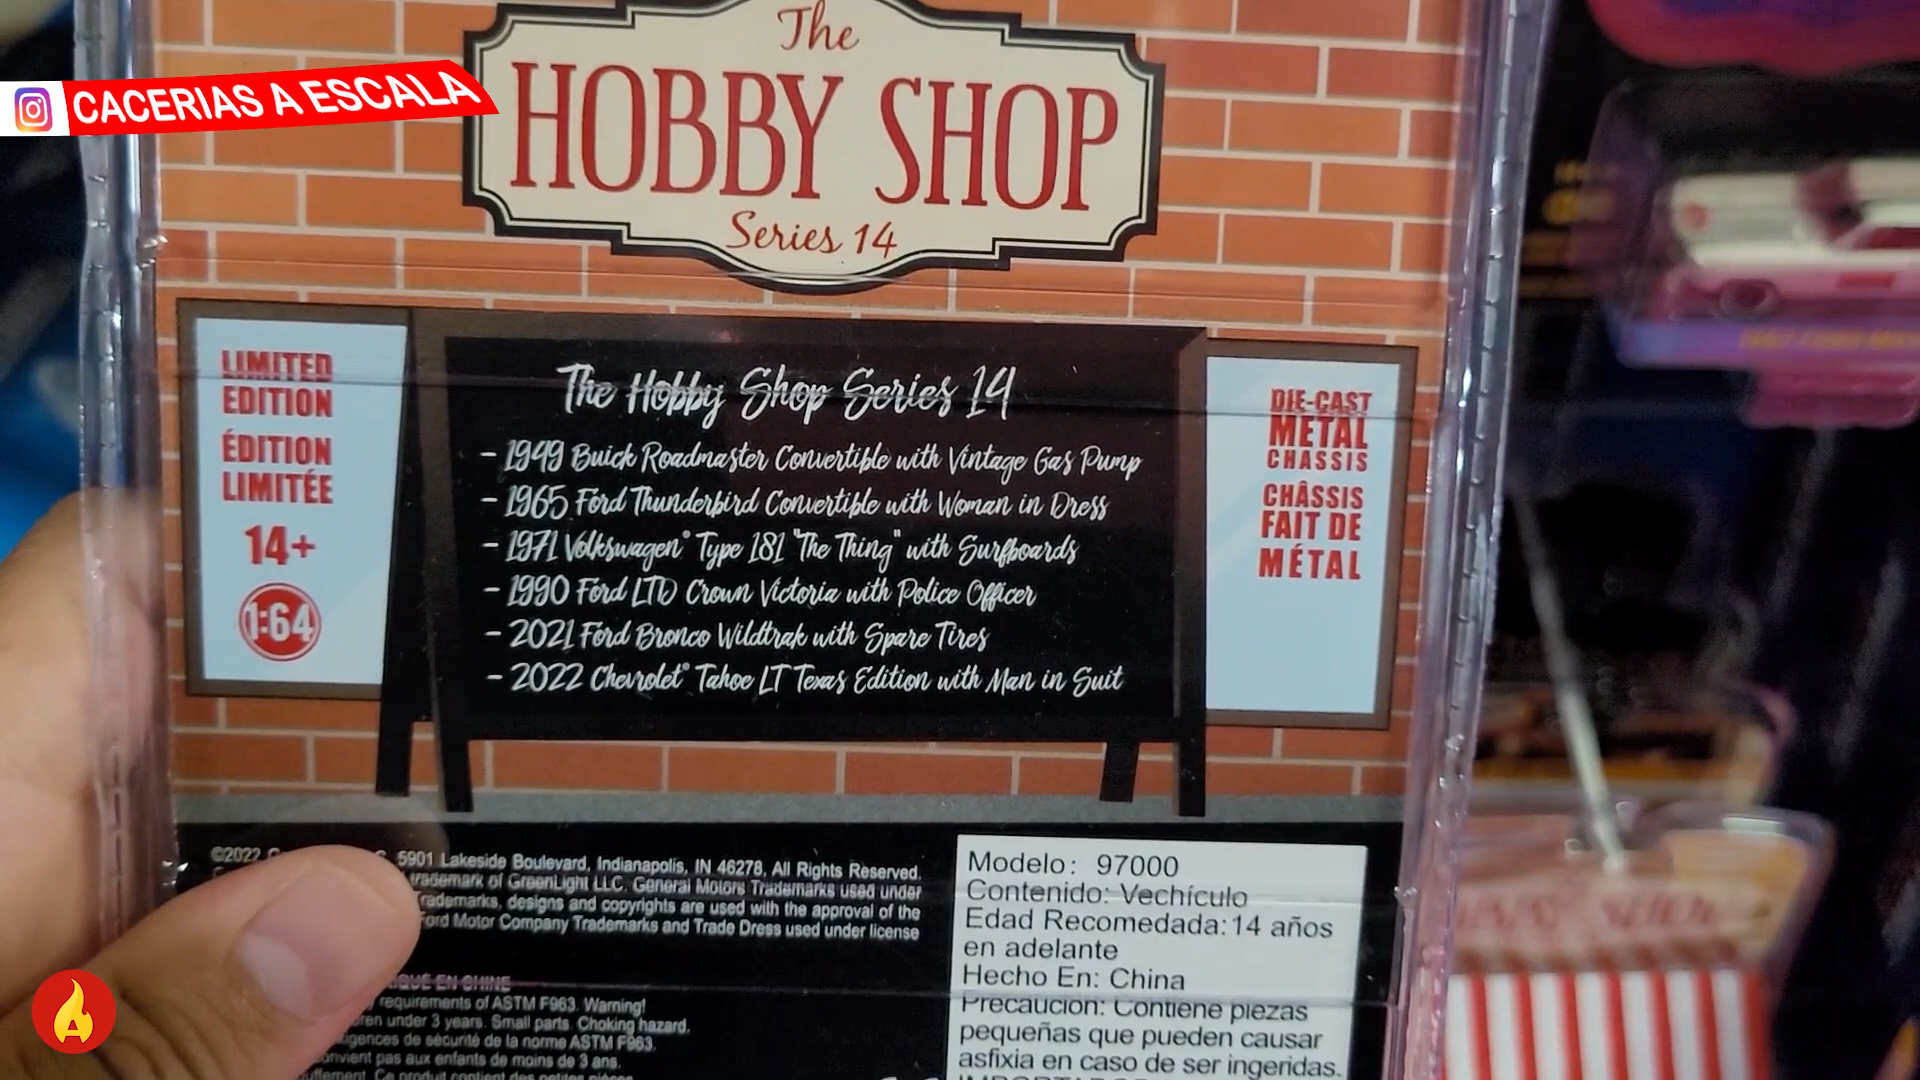 The
HOBBY SHOP
Series 14
CACERIAS A ESCALA
LIMITED
EDITION
ÉDITION
LIMITÉE
14+
1:64
The Hobby Shop Series 14
- 1949 Buick Roadmaster Convertible with Vintage Gas Pump
- 1965 Ford Thunderbird Convertible with Woman in Dress
- 1971 Volkswagen® Type 181 "The Thing" with Surfboards
- 1990 Ford LTD Crown Victoria with Police Officer
- 2021 Ford Bronco Wildtrak with Spare Tires
- 2022 Chevrolet® Tahoe LT Texas Edition with Man in Suit
DIE-CAST
METAL
CHASSIS
CHÂSSIS
FAIT DE
MÉTAL
©2022
5901 Lakeside Boulevard, Indianapolis, IN 46278, All Rights Reserved.
trademark of GreenLight LLC. General Motors Trademarks used under
trademarks, designs and copyrights are used with the approval of the
Ford Motor Company Trademarks and Trade Dress used under license
EN CHINE
requirements of ASTM F963. Warning!
under 3 years. Small parts. Choking hazard.
de sécurité de la norme ASTM F963.
pas aux enfants de moins de 3 ans.
Ce produit contient des petites pièces
Modelo: 97000
Contenido: Vechículo
Edad Recomedada: 14 años
en adelante
Hecho En: China
Precaucion: Contiene piezas
pequeñas que pueden causar
asfixia en caso de ser ingeridas.
A